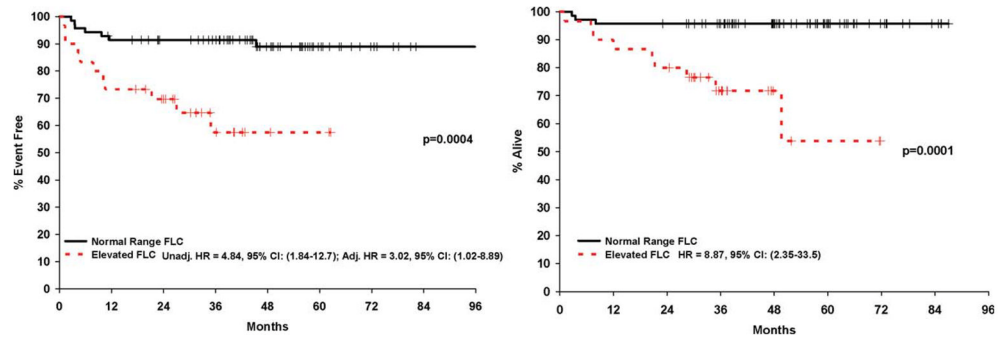 100
90
80
70
60
50
40
30
20
10
0
% Event Free
p=0.0004
Normal Range FLC
Elevated FLC Unadj. HR = 4.84, 95% CI: (1.84-12.7); Adj. HR = 3.02, 95% CI: (1.02-8.89)
0 12 24 36 48 60 72 84 96
Months
100
90
80
70
60
50
40
30
20
10
0
% Alive
p=0.0001
Normal Range FLC
Elevated FLC HR = 8.87, 95% CI: (2.35-33.5)
0 12 24 36 48 60 72 84 96
Months